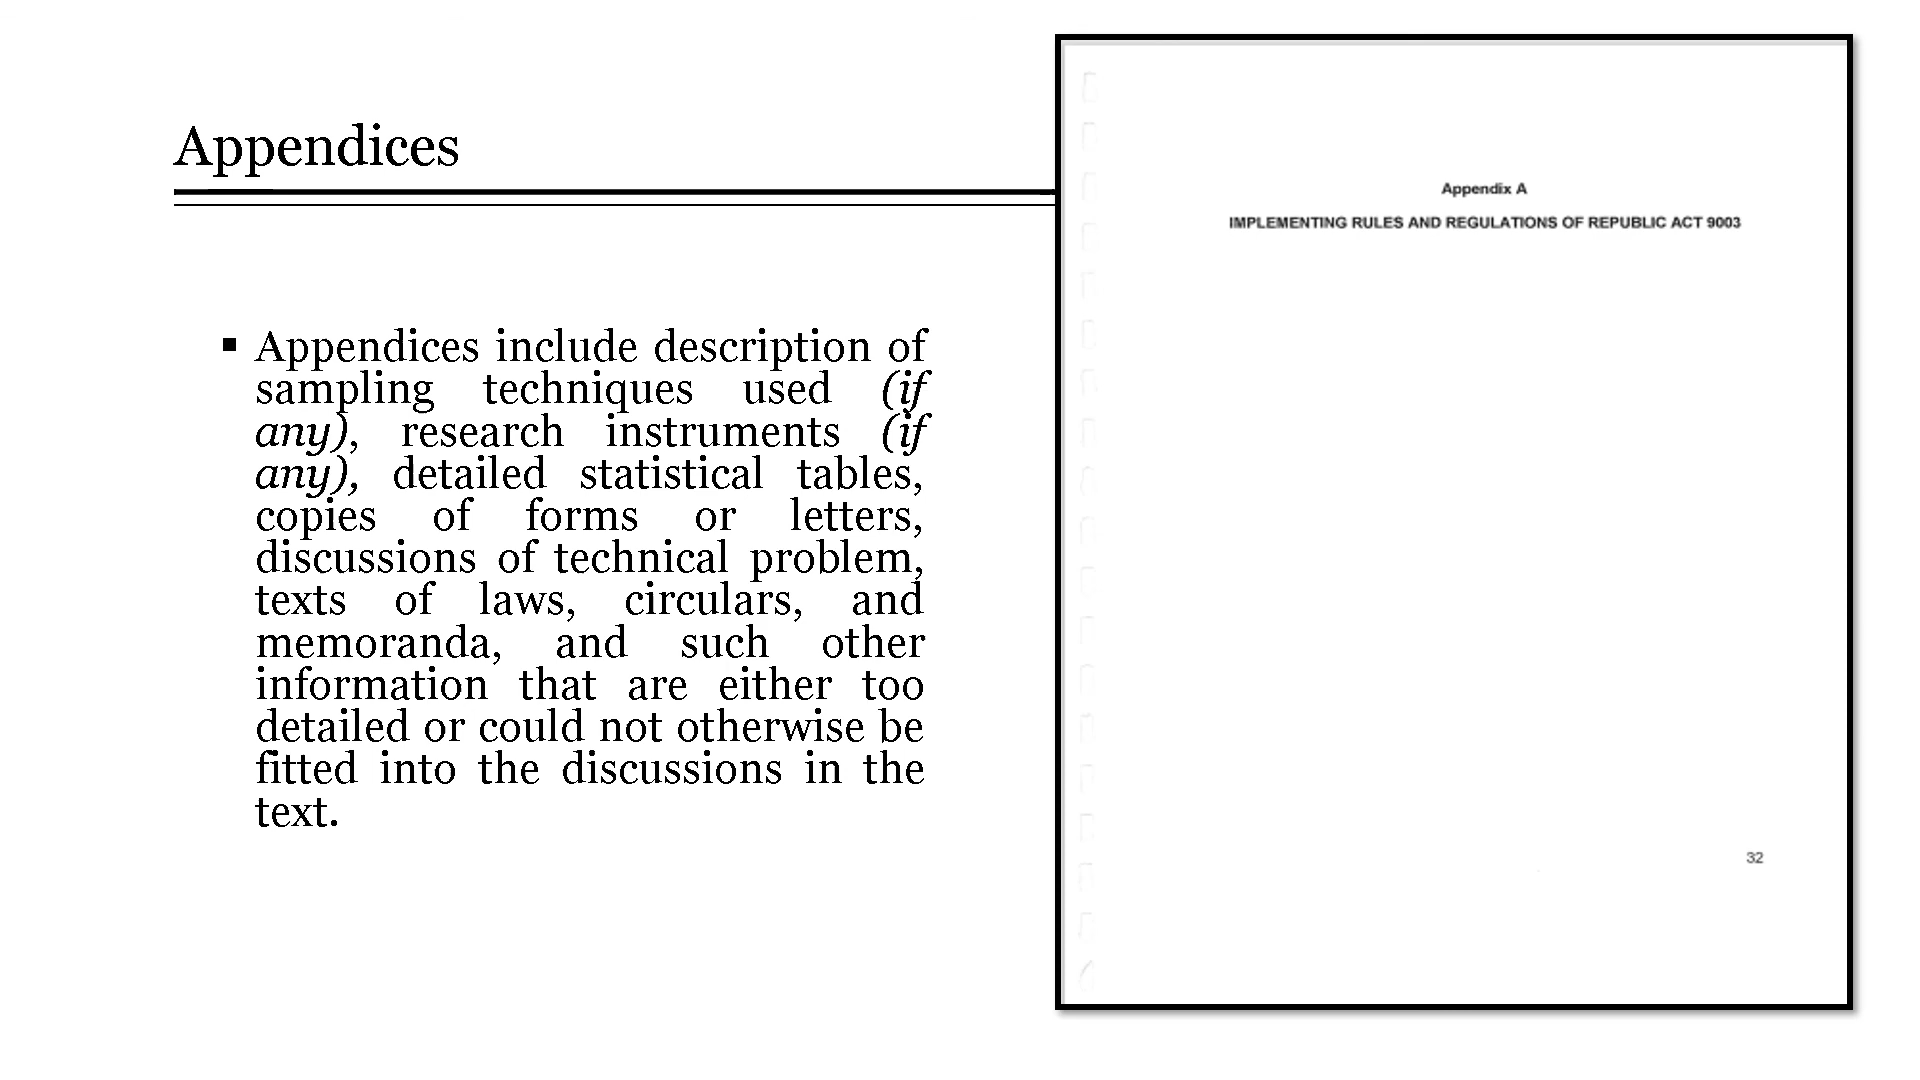 Appendices
▪ Appendices include description of
sampling techniques used (if
any), research instruments (if
any), detailed statistical tables,
copies of forms or letters,
discussions of technical problem,
texts of laws, circulars, and
memoranda, and such other
information that are either too
detailed or could not otherwise be
fitted into the discussions in the
text.
Appendix A
IMPLEMENTING RULES AND REGULATIONS OF REPUBLIC ACT 9003
32